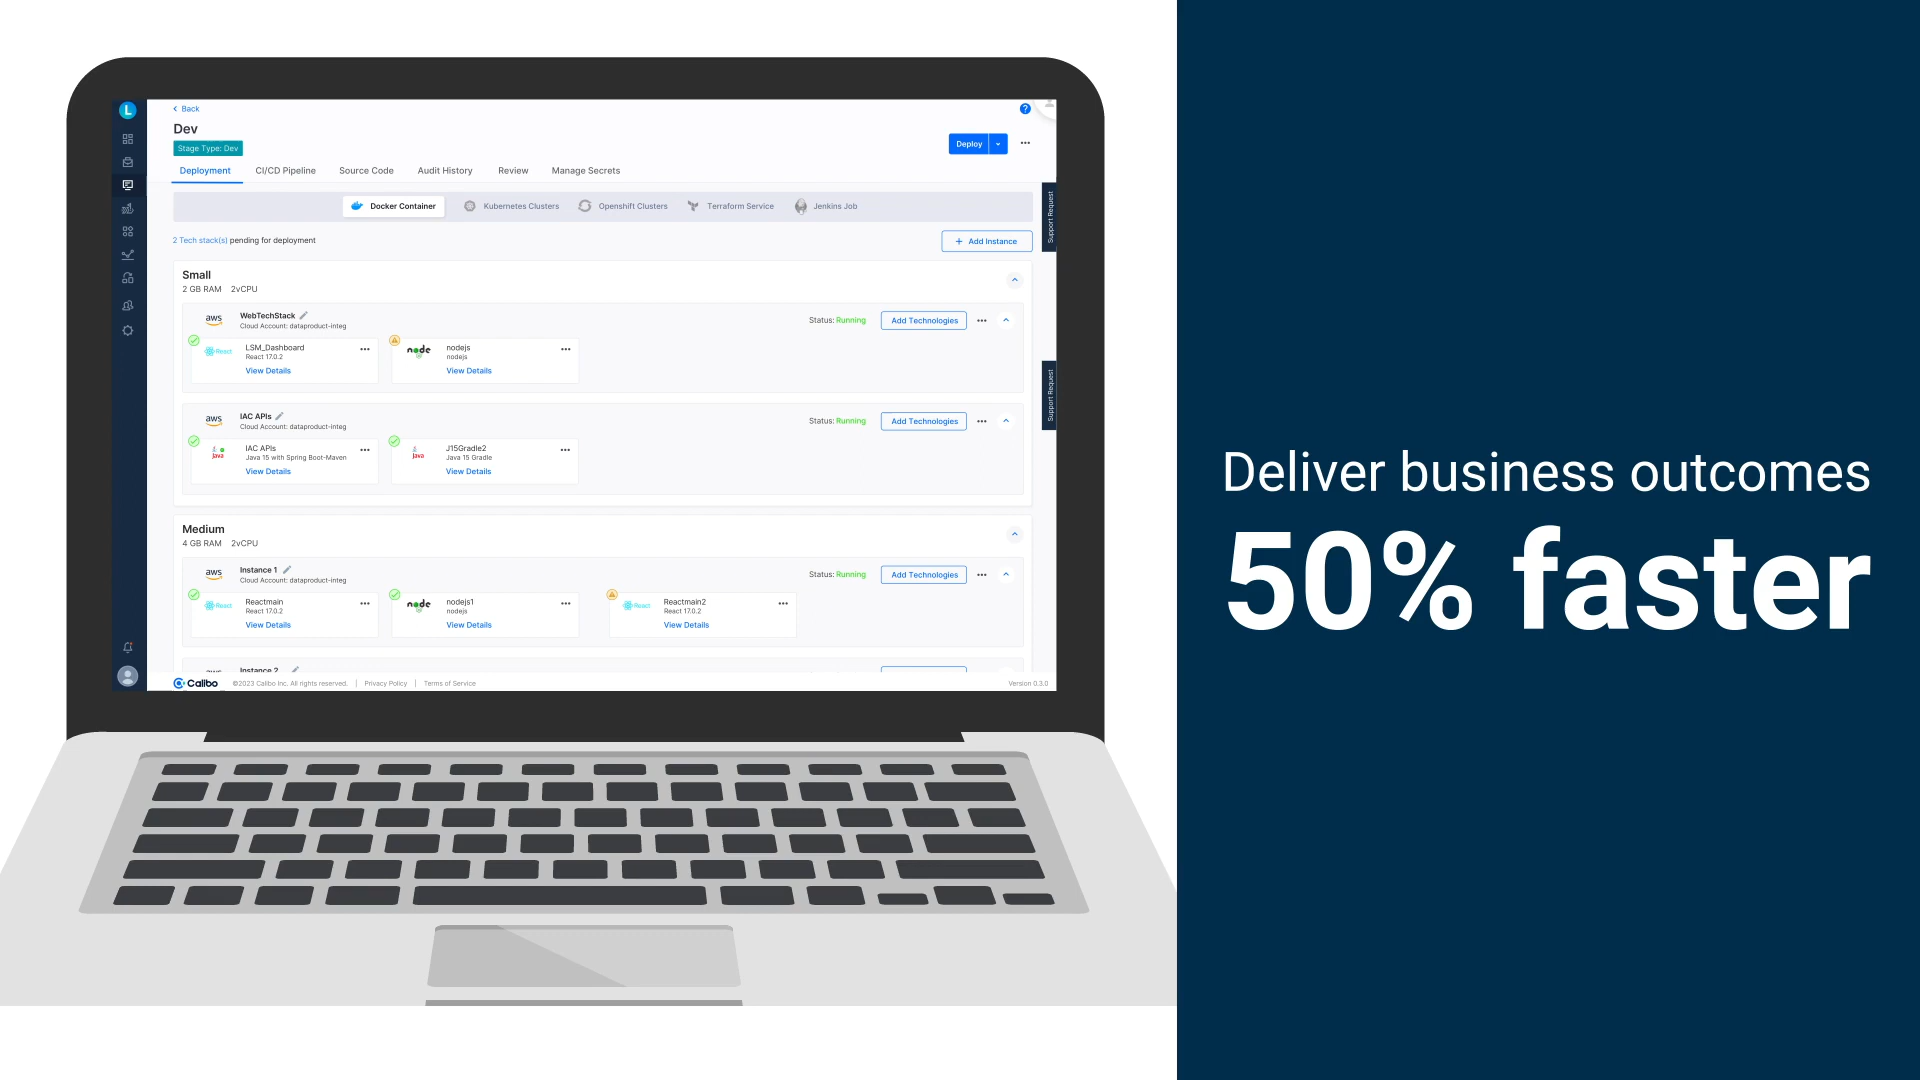 L
Back
?
Dev
Stage Type: Dev
Deploy
Deployment CI/CD Pipeline Source Code Audit History Review Manage Secrets
Docker Container Kubernetes Clusters Openshift Clusters Terraform Service Jenkins Job
Support Request
2 Tech stack(s) pending for deployment
+ Add Instance
Small
2 GB RAM 2vCPU
aws WebTechStack
Cloud Account: dataproduct-integ
Status: Running Add Technologies
React LSM_Dashboard
React 17.0.2
View Details
node nodejs
nodejs
View Details
Support Request
aws IAC APIs
Cloud Account: dataproduct-integ
Status: Running Add Technologies
Java IAC APIs
Java 15 with Spring Boot-Maven
View Details
Java J15Gradle2
Java 15 Gradle
View Details
Medium
4 GB RAM 2vCPU
aws Instance 1
Cloud Account: dataproduct-integ
Status: Running Add Technologies
React Reactmain
React 17.0.2
View Details
node nodejs1
nodejs
View Details
React Reactmain2
React 17.0.2
View Details
aws Instance 2
Calibo ©2023 Calibo Inc. All rights reserved. | Privacy Policy | Terms of Service
Version 0.3.0
Deliver business outcomes
50% faster